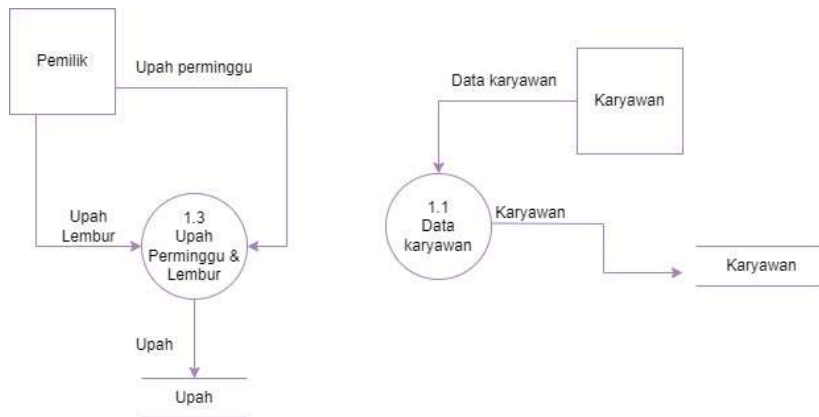 Pemilik
Upah perminggu
Upah
Lembur
1.3
Upah
Perminggu &
Lembur
Upah
Upah
Data karyawan
Karyawan
1.1
Data
karyawan
Karyawan
Karyawan